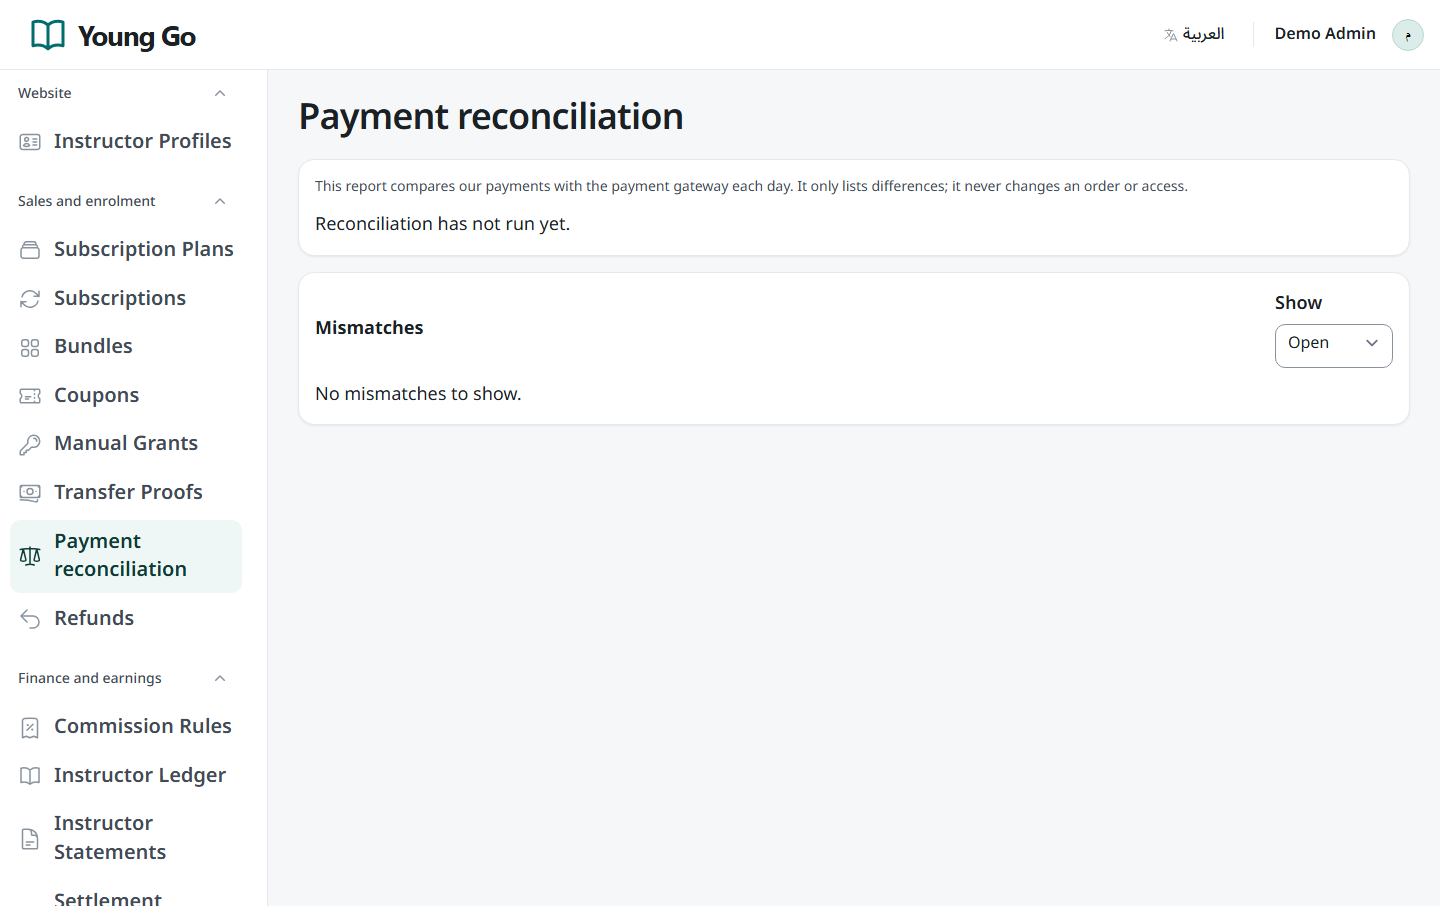 Young Go
العربية
Demo Admin
م
Website
Instructor Profiles
Sales and enrolment
Subscription Plans
Subscriptions
Bundles
Coupons
Manual Grants
Transfer Proofs
Payment
reconciliation
Refunds
Finance and earnings
Commission Rules
Instructor Ledger
Instructor
Statements
Settlement
Payment reconciliation
This report compares our payments with the payment gateway each day. It only lists differences; it never changes an order or access.
Reconciliation has not run yet.
Mismatches
Show
Open
No mismatches to show.